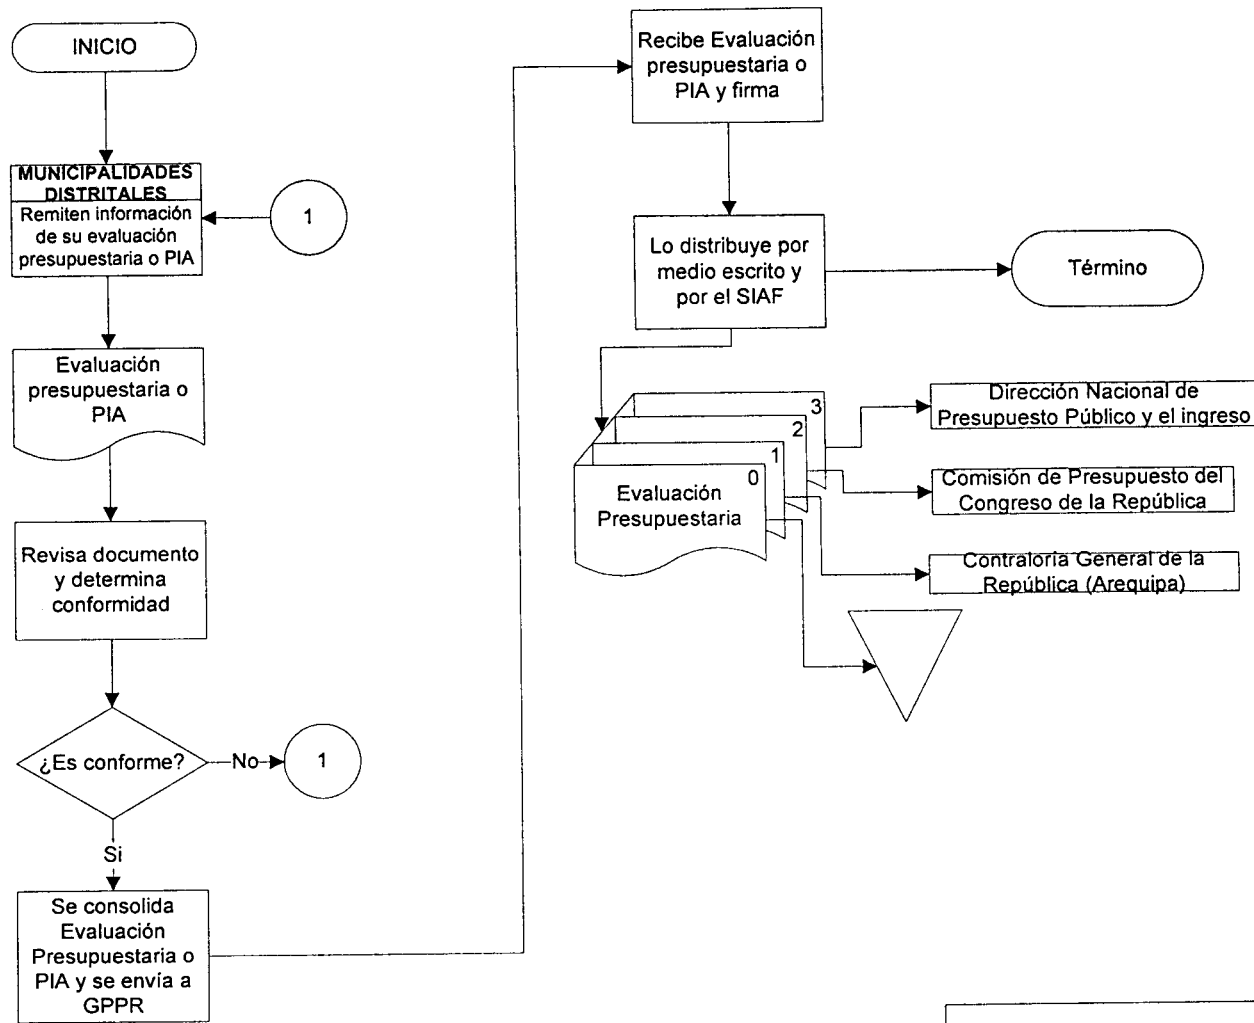 INICIO
MUNICIPALIDADES
DISTRITALES
Remiten información
de su evaluación
presupuestaria o PIA
1
Evaluación
presupuestaria o
PIA
Revisa documento
y determina
conformidad
¿Es conforme?
No
1
Si
Se consolida
Evaluación
Presupuestaria o
PIA y se envía a
GPPR
Recibe Evaluación
presupuestaria o
PIA y firma
Lo distribuye por
medio escrito y
por el SIAF
Término
3
2
1
0
Evaluación
Presupuestaria
Dirección Nacional de
Presupuesto Público y el ingreso
Comisión de Presupuesto del
Congreso de la República
Contraloría General de la
República (Arequipa)